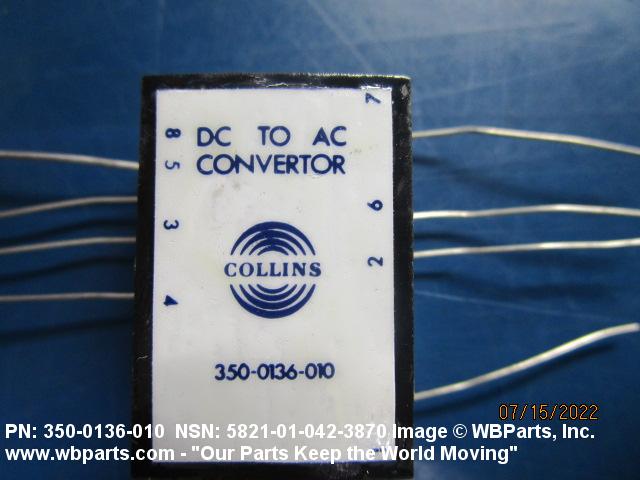 7
8 DC TO AC
5 CONVERTOR
3
6
2
4
COLLINS
350-0136-010
07/15/2022
PN: 350-0136-010 NSN: 5821-01-042-3870 Image © WBParts, Inc.
www.wbparts.com - "Our Parts Keep the World Moving"